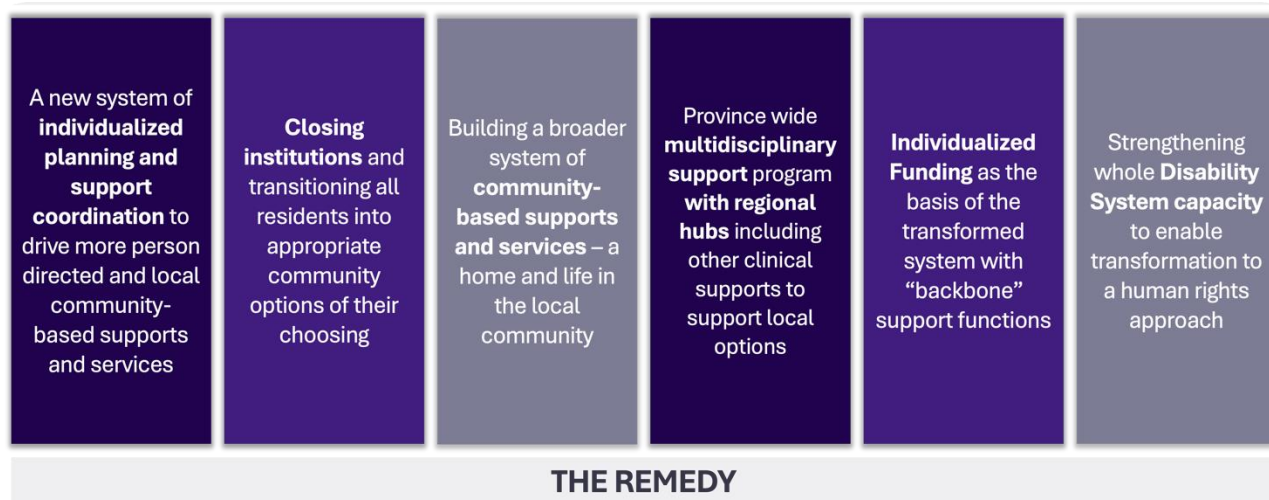 A new system of
individualized
planning and
support
coordination to
drive more person
directed and local
community-
based supports
and services
Closing
institutions and
transitioning all
residents into
appropriate
community
options of their
choosing
Building a broader
system of
community-
based supports
and services – a
home and life in
the local
community
Province wide
multidisciplinary
support program
with regional
hubs including
other clinical
supports to
support local
options
Individualized
Funding as the
basis of the
transformed
system with
“backbone”
support functions
Strengthening
whole Disability
System capacity
to enable
transformation to
a human rights
approach
THE REMEDY